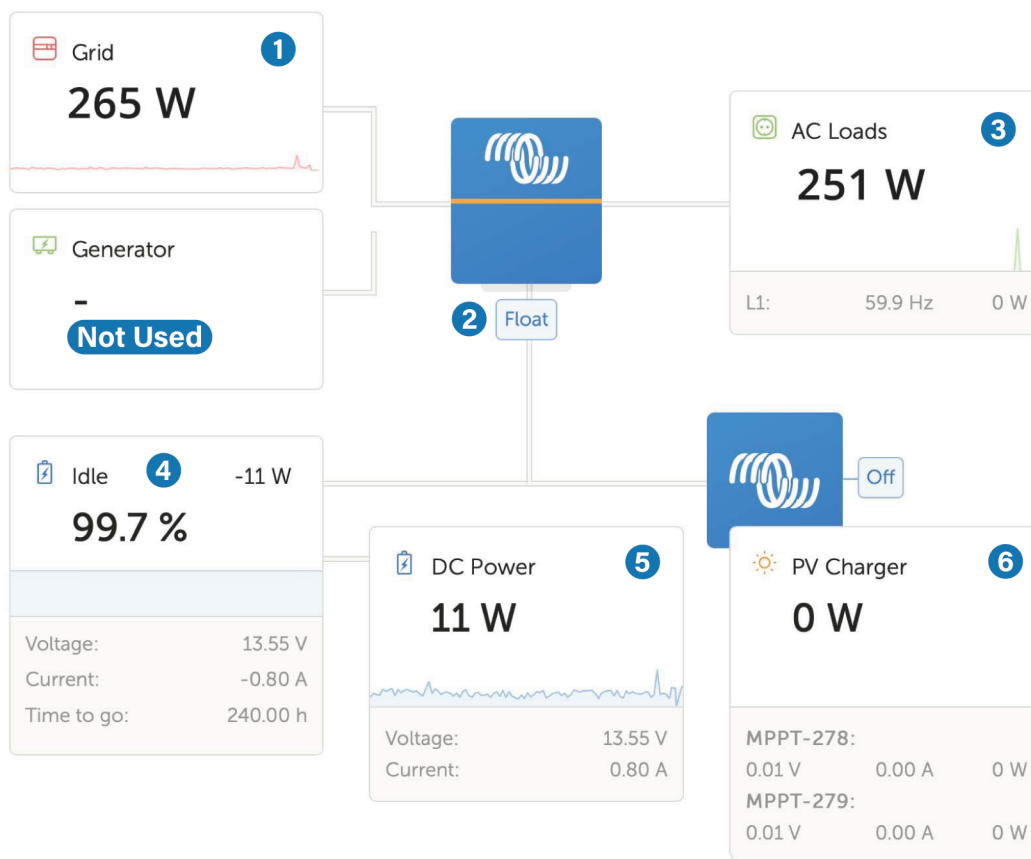 Grid 1
265 W
Generator
-
Not Used
2 Float
AC Loads 3
251 W
L1: 59.9 Hz 0 W
Idle 4 -11 W
99.7 %
Voltage: 13.55 V
Current: -0.80 A
Time to go: 240.00 h
DC Power 5
11 W
Voltage: 13.55 V
Current: 0.80 A
Off
PV Charger 6
0 W
MPPT-278:
0.01 V 0.00 A 0 W
MPPT-279:
0.01 V 0.00 A 0 W